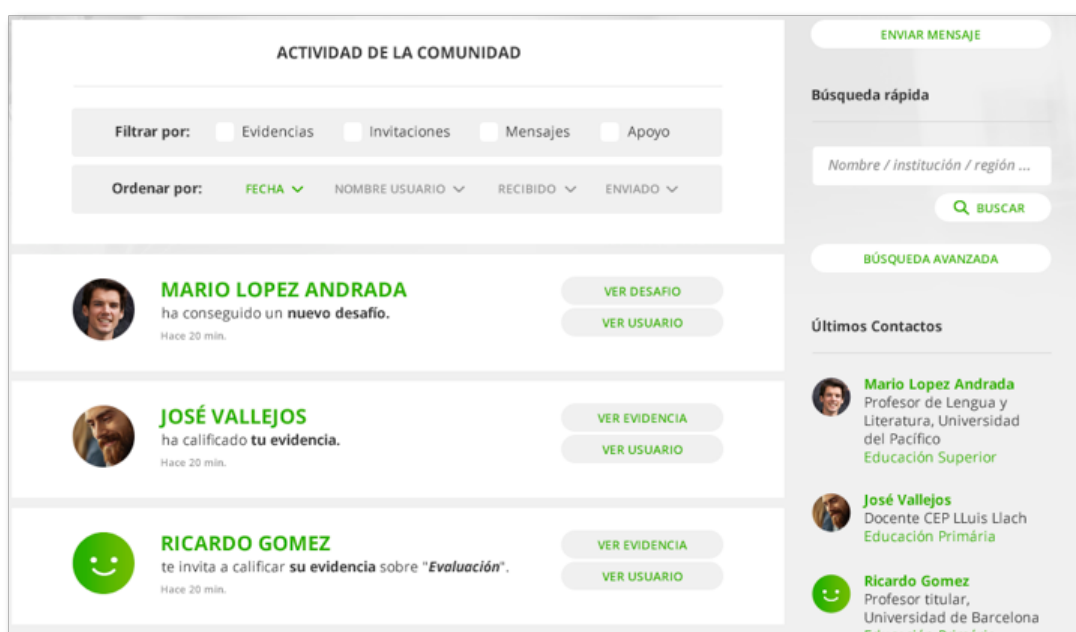 ACTIVIDAD DE LA COMUNIDAD
Filtrar por: Evidencias Invitaciones Mensajes Apoyo
Ordenar por: FECHA NOMBRE USUARIO RECIBIDO ENVIADO
MARIO LOPEZ ANDRADA
ha conseguido un nuevo desafío.
Hace 20 min.
VER DESAFIO
VER USUARIO
JOSÉ VALLEJOS
ha calificado tu evidencia.
Hace 20 min.
VER EVIDENCIA
VER USUARIO
RICARDO GOMEZ
te invita a calificar su evidencia sobre "Evaluación".
Hace 20 min.
VER EVIDENCIA
VER USUARIO
ENVIAR MENSAJE
Búsqueda rápida
Nombre / institución / región ...
BUSCAR
BÚSQUEDA AVANZADA
Últimos Contactos
Mario Lopez Andrada
Profesor de Lengua y
Literatura, Universidad
del Pacífico
Educación Superior
José Vallejos
Docente CEP LLuis Llach
Educación Primária
Ricardo Gomez
Profesor titular,
Universidad de Barcelona